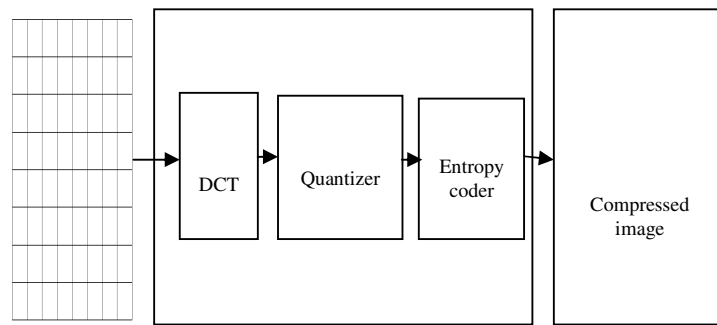 DCT
Quantizer
Entropy
coder
Compressed
image